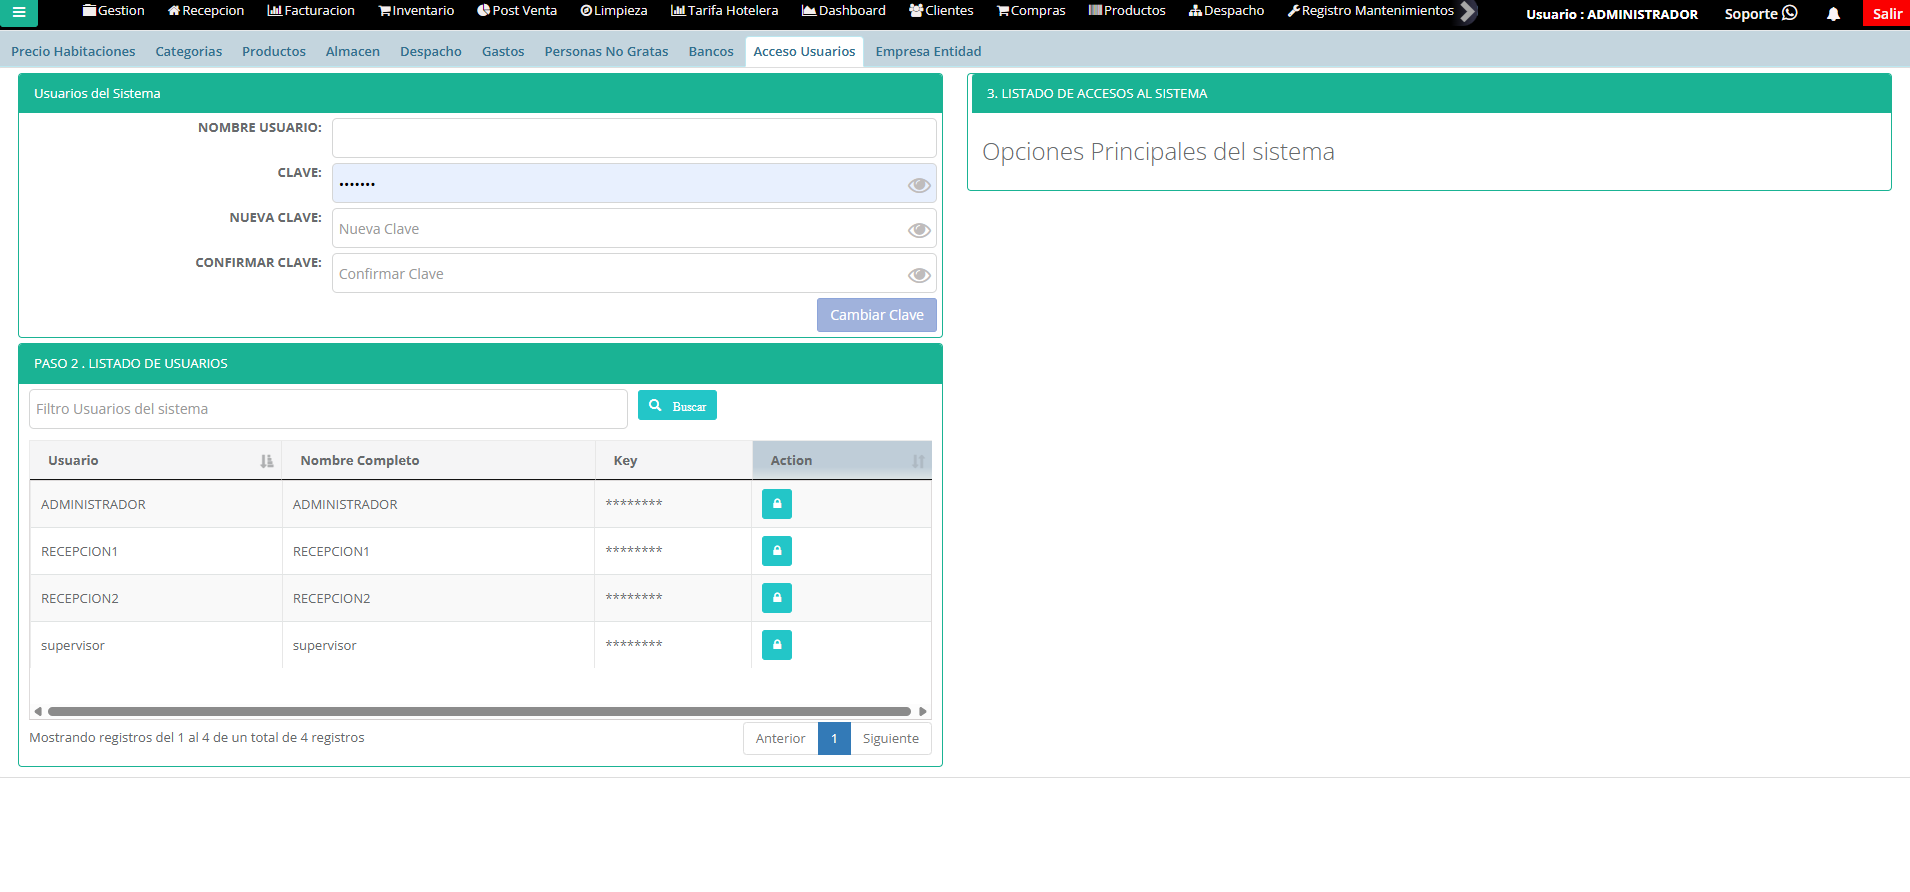 Gestion Recepcion Facturacion Inventario Post Venta Limpieza Tarifa Hotelera Dashboard Clientes Compras Productos Despacho Registro Mantenimientos Usuario : ADMINISTRADOR Soporte Salir
Precio Habitaciones Categorias Productos Almacen Despacho Gastos Personas No Gratas Bancos Acceso Usuarios Empresa Entidad
Usuarios del Sistema
NOMBRE USUARIO:
CLAVE: •••••••
NUEVA CLAVE: Nueva Clave
CONFIRMAR CLAVE: Confirmar Clave
Cambiar Clave
PASO 2 . LISTADO DE USUARIOS
Filtro Usuarios del sistema Buscar
Usuario Nombre Completo Key Action
ADMINISTRADOR ADMINISTRADOR ********
RECEPCION1 RECEPCION1 ********
RECEPCION2 RECEPCION2 ********
supervisor supervisor ********
Mostrando registros del 1 al 4 de un total de 4 registros Anterior 1 Siguiente
3. LISTADO DE ACCESOS AL SISTEMA
Opciones Principales del sistema